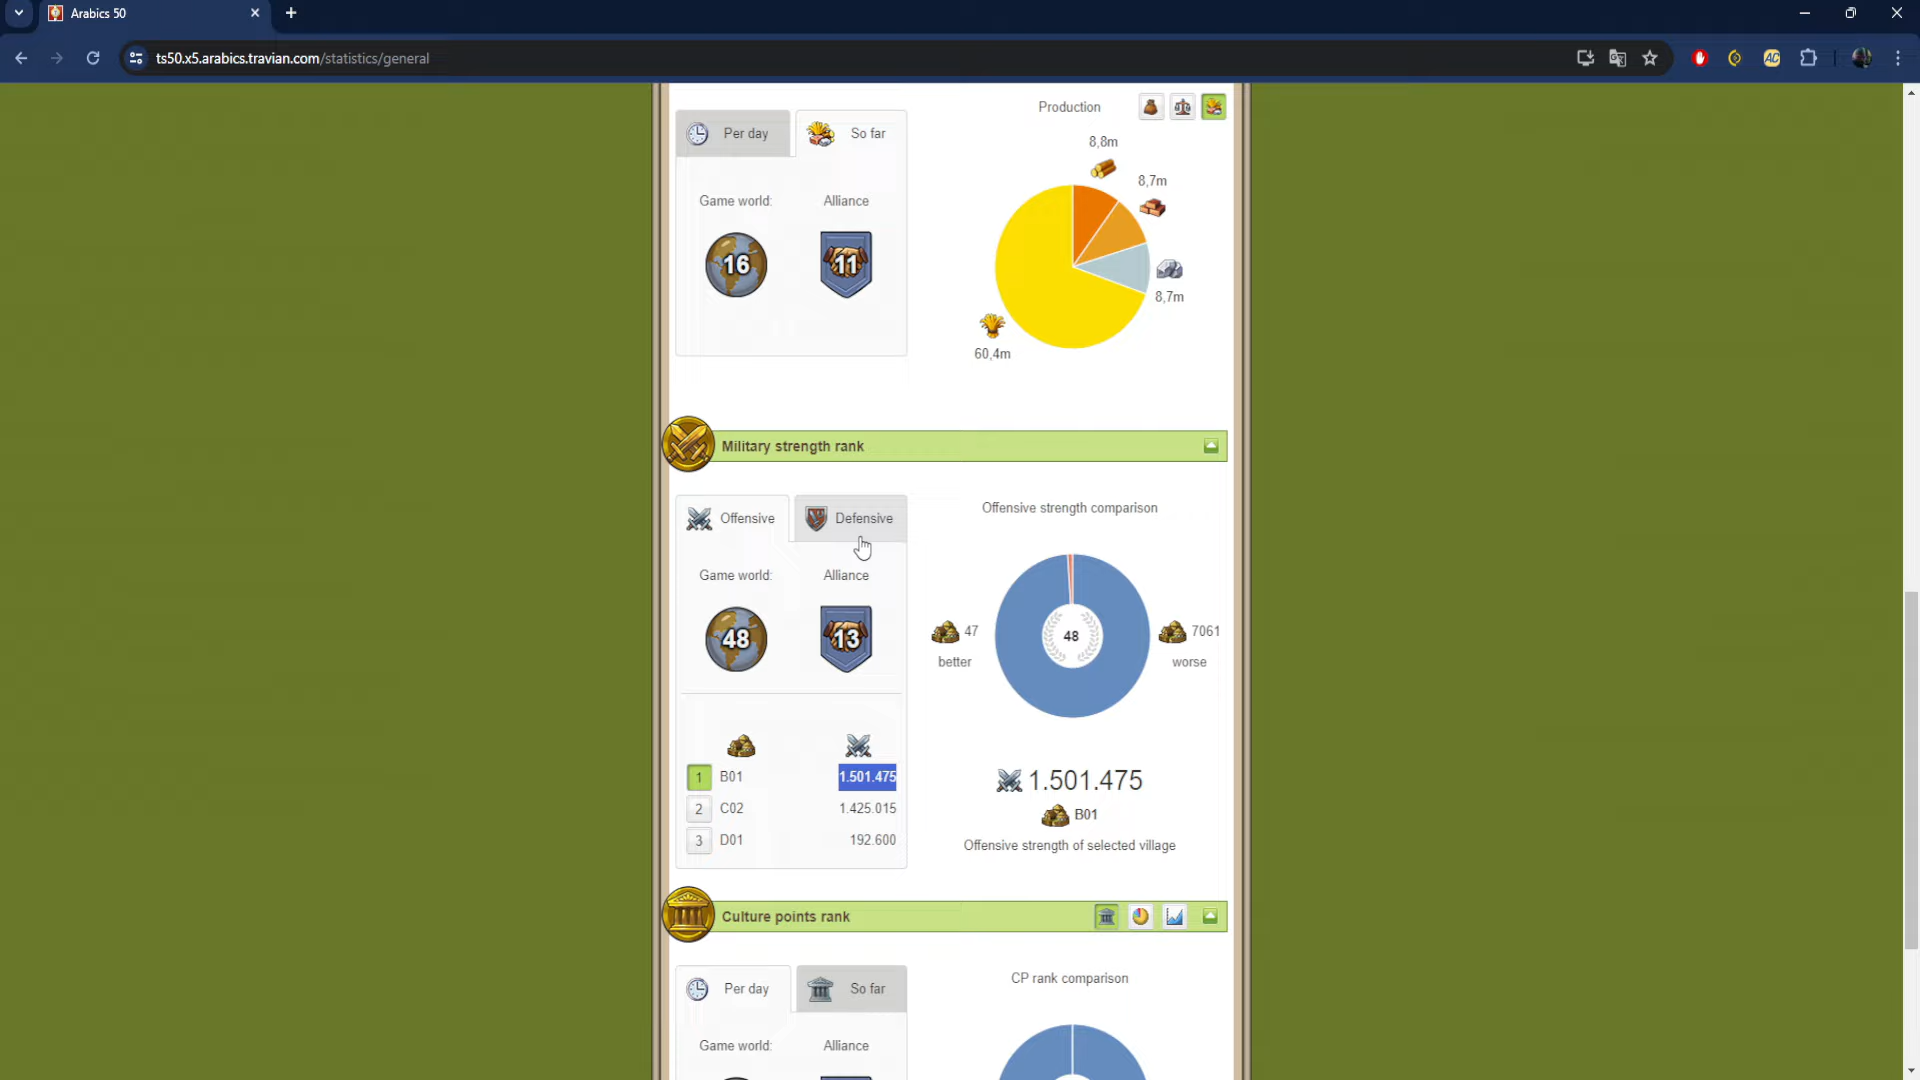 Arabics 50
ts50.x5.arabics.travian.com/statistics/general
AC
Per day
So far
Production
8,8m
8,7m
Game world:
Alliance
16
11
8,7m
60,4m
Military strength rank
Offensive
Defensive
Offensive strength comparison
Game world:
Alliance
48
13
47
better
48
7061
worse
1 B01 1.501.475
2 C02 1.425.015
3 D01 192.600
1.501.475
B01
Offensive strength of selected village
Culture points rank
Per day
So far
CP rank comparison
Game world:
Alliance